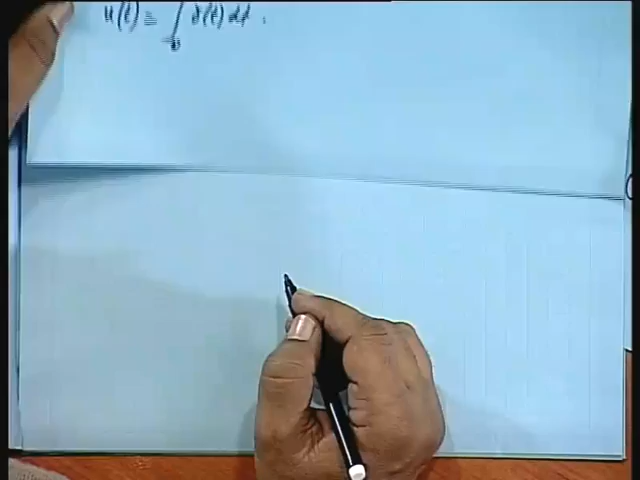 u(t) = ∫ δ(t) dt.